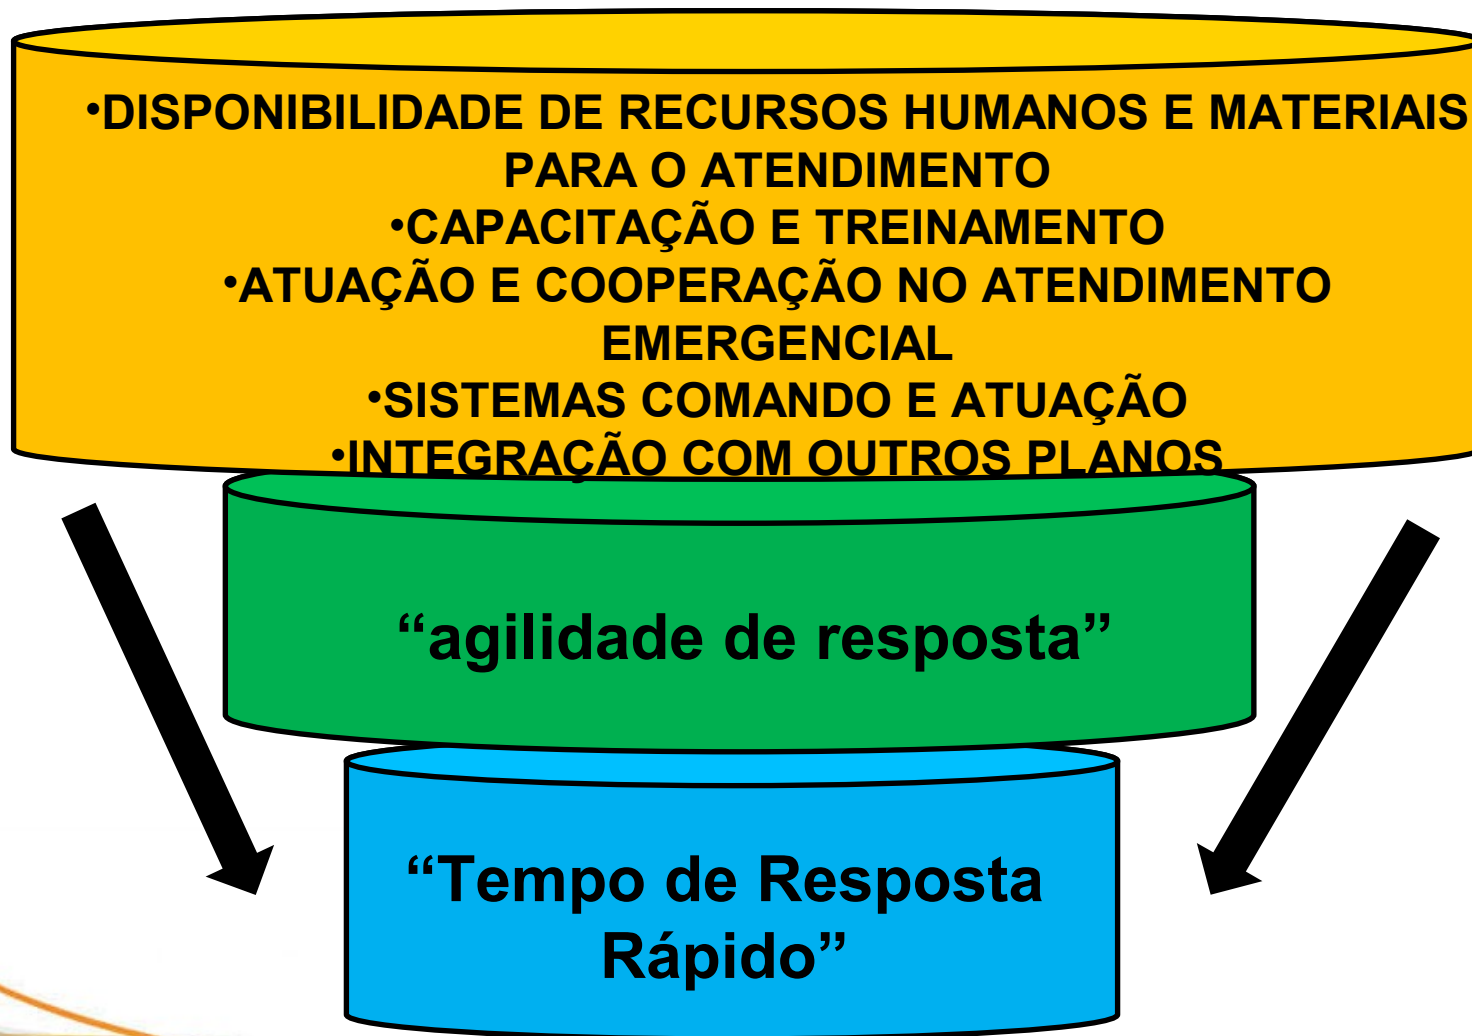 •DISPONIBILIDADE DE RECURSOS HUMANOS E MATERIAIS
PARA O ATENDIMENTO
•CAPACITAÇÃO E TREINAMENTO
•ATUAÇÃO E COOPERAÇÃO NO ATENDIMENTO
EMERGENCIAL
•SISTEMAS COMANDO E ATUAÇÃO
•INTEGRAÇÃO COM OUTROS PLANOS
“agilidade de resposta”
“Tempo de Resposta
Rápido”